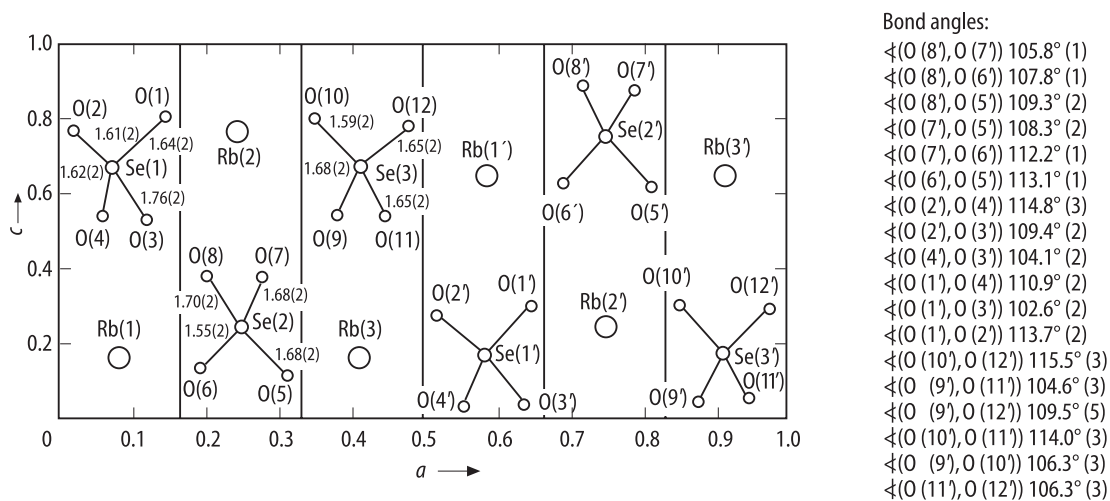 1.0
0.8
0.6
0.4
0.2
0
c
O(2)
O(1)
1.61(2)
1.64(2)
1.62(2)
Se(1)
1.76(2)
O(4)
O(3)
Rb(1)
Rb(2)
O(8)
O(7)
1.70(2)
1.68(2)
1.55(2)
Se(2)
1.68(2)
O(6)
O(5)
O(10)
O(12)
1.59(2)
1.65(2)
1.68(2)
Se(3)
1.65(2)
O(9)
O(11)
Rb(3)
Rb(1´)
O(2')
O(1')
Se(1')
O(4')
O(3')
O(8')
O(7')
Se(2')
O(6´)
O(5')
Rb(2')
Rb(3')
O(10')
O(12')
Se(3')
O(11')
O(9')
0.1
0.2
0.3
0.4
0.5
0.6
0.7
0.8
0.9
1.0
a
Bond angles:
∢(O (8'), O (7')) 105.8° (1)
∢(O (8'), O (6')) 107.8° (1)
∢(O (8'), O (5')) 109.3° (2)
∢(O (7'), O (5')) 108.3° (2)
∢(O (7'), O (6')) 112.2° (1)
∢(O (6'), O (5')) 113.1° (1)
∢(O (2'), O (4')) 114.8° (3)
∢(O (2'), O (3')) 109.4° (2)
∢(O (4'), O (3')) 104.1° (2)
∢(O (1'), O (4')) 110.9° (2)
∢(O (1'), O (3')) 102.6° (2)
∢(O (1'), O (2')) 113.7° (2)
∢(O (10'), O (12')) 115.5° (3)
∢(O (9'), O (11')) 104.6° (3)
∢(O (9'), O (12')) 109.5° (5)
∢(O (10'), O (11')) 114.0° (3)
∢(O (9'), O (10')) 106.3° (3)
∢(O (11'), O (12')) 106.3° (3)